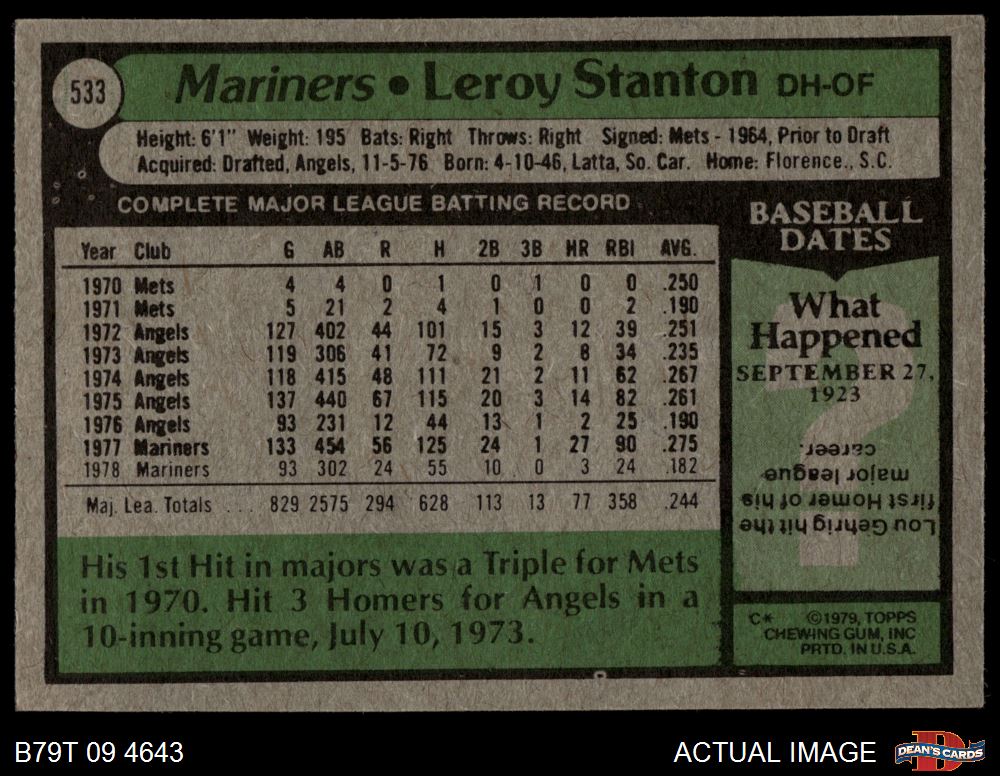 533 Mariners • Leroy Stanton DH-OF
Height: 6'1" Weight: 195 Bats: Right Throws: Right Signed: Mets - 1964, Prior to Draft
Acquired: Drafted, Angels, 11-5-76 Born: 4-10-46, Latta, So. Car. Home: Florence., S.C.
COMPLETE MAJOR LEAGUE BATTING RECORD
Year Club G AB R H 2B 3B HR RBI AVG.
1970 Mets 4 4 0 1 0 1 0 0 .250
1971 Mets 5 21 2 4 1 0 0 2 .190
1972 Angels 127 402 44 101 15 3 12 39 .251
1973 Angels 119 306 41 72 9 2 8 34 .235
1974 Angels 118 415 48 111 21 2 11 62 .267
1975 Angels 137 440 67 115 20 3 14 82 .261
1976 Angels 93 231 12 44 13 1 2 25 .190
1977 Mariners 133 454 56 125 24 1 27 90 .275
1978 Mariners 93 302 24 55 10 0 3 24 .182
Maj. Lea. Totals . . . 829 2575 294 628 113 13 77 358 .244
His 1st Hit in majors was a Triple for Mets
in 1970. Hit 3 Homers for Angels in a
10-inning game, July 10, 1973.
BASEBALL
DATES
What
Happened
SEPTEMBER 27,
1923
Lou Gehrig hit the
first Homer of his
major league
career.
C* ©1979, TOPPS
CHEWING GUM, INC
PRTD. IN U.S.A.
B79T 09 4643
ACTUAL IMAGE
DEAN'S CARDS